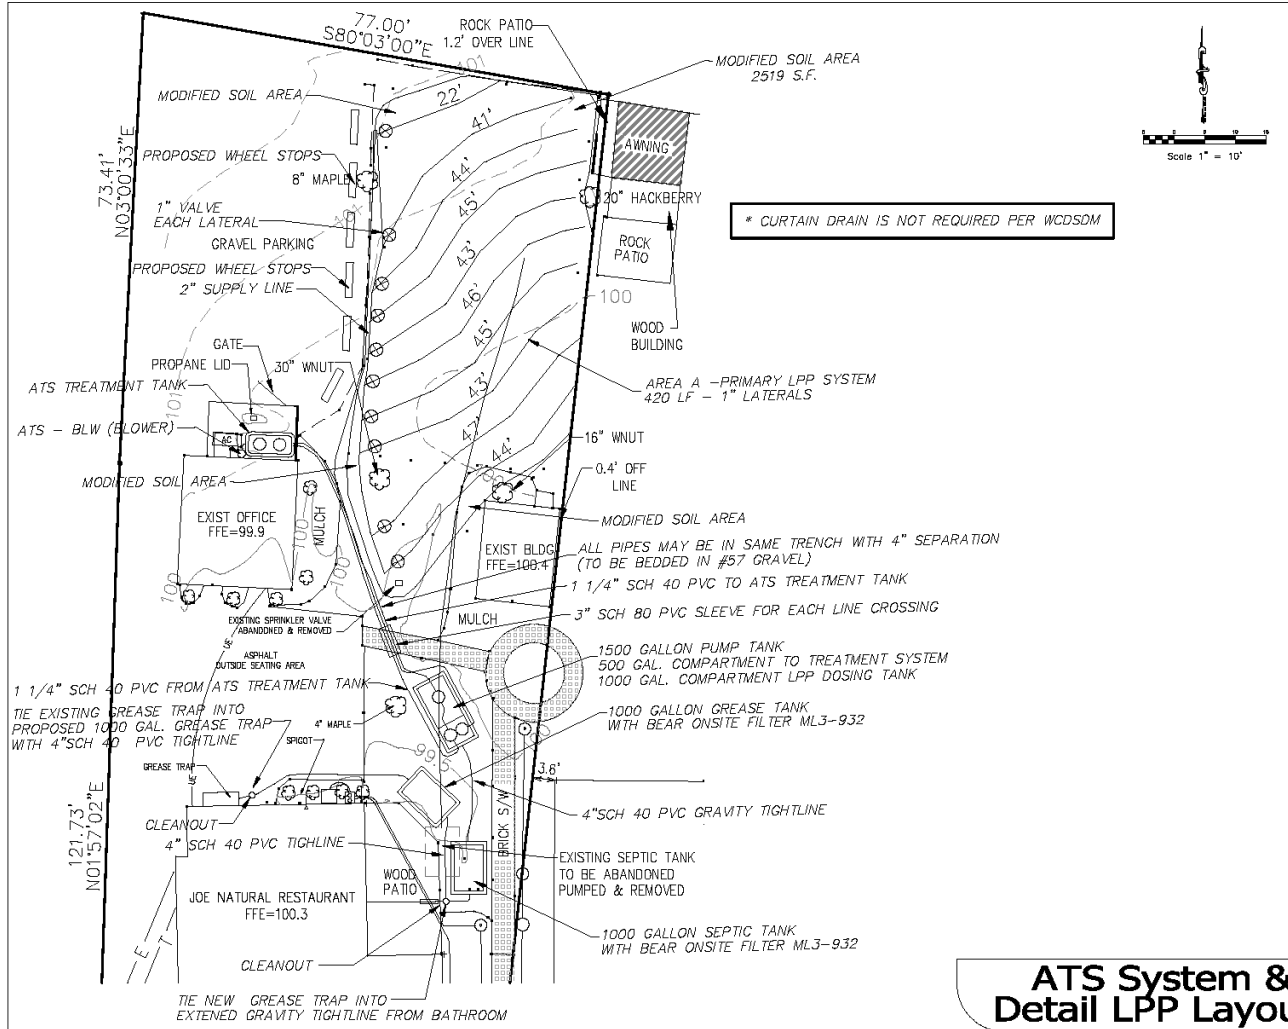 77.00'
S80°03'00"E
ROCK PATIO
1.2' OVER LINE
MODIFIED SOIL AREA
2519 S.F.
101
MODIFIED SOIL AREA
22'
41'
AWNING
Scale 1" = 10'
73.41'
N03°00'33"E
PROPOSED WHEEL STOPS
8" MAPLE
44'
20" HACKBERRY
1" VALVE
EACH LATERAL
101
45'
* CURTAIN DRAIN IS NOT REQUIRED PER WCDSDM
GRAVEL PARKING
43'
ROCK
PATIO
PROPOSED WHEEL STOPS
2" SUPPLY LINE
46'
100
GATE
45'
WOOD
BUILDING
PROPANE LID
30" WNUT
ATS TREATMENT TANK
101
43'
AREA A -PRIMARY LPP SYSTEM
420 LF - 1" LATERALS
ATS - BLW (BLOWER)
AC
47'
44'
16" WNUT
MODIFIED SOIL AREA
0.4' OFF
LINE
EXIST OFFICE
FFE=99.9
MULCH
100
MODIFIED SOIL AREA
EXIST BLDG
FFE=100.4
ALL PIPES MAY BE IN SAME TRENCH WITH 4" SEPARATION
(TO BE BEDDED IN #57 GRAVEL)
100
100
1 1/4" SCH 40 PVC TO ATS TREATMENT TANK
3" SCH 80 PVC SLEEVE FOR EACH LINE CROSSING
EXISTING SPRINKLER VALVE
ABANDONED & REMOVED
MULCH
UE
ASPHALT
OUTSIDE SEATING AREA
1500 GALLON PUMP TANK
500 GAL. COMPARTMENT TO TREATMENT SYSTEM
1000 GAL. COMPARTMENT LPP DOSING TANK
1 1/4" SCH 40 PVC FROM ATS TREATMENT TANK
TIE EXISTING GREASE TRAP INTO
PROPOSED 1000 GAL. GREASE TRAP
WITH 4"SCH 40 PVC TIGHTLINE
4" MAPLE
SPIGOT
1000 GALLON GREASE TANK
WITH BEAR ONSITE FILTER ML3-932
99.5
GREASE TRAP
UE
3.6'
CLEANOUT
4"SCH 40 PVC GRAVITY TIGHTLINE
4" SCH 40 PVC TIGHLINE
BRICK S/W
121.73'
N01°57'02"E
WOOD
PATIO
EXISTING SEPTIC TANK
TO BE ABANDONED
PUMPED & REMOVED
JOE NATURAL RESTAURANT
FFE=100.3
1000 GALLON SEPTIC TANK
WITH BEAR ONSITE FILTER ML3-932
E
T
CLEANOUT
TIE NEW GREASE TRAP INTO
EXTENED GRAVITY TIGHTLINE FROM BATHROOM
ATS System &
Detail LPP Layou